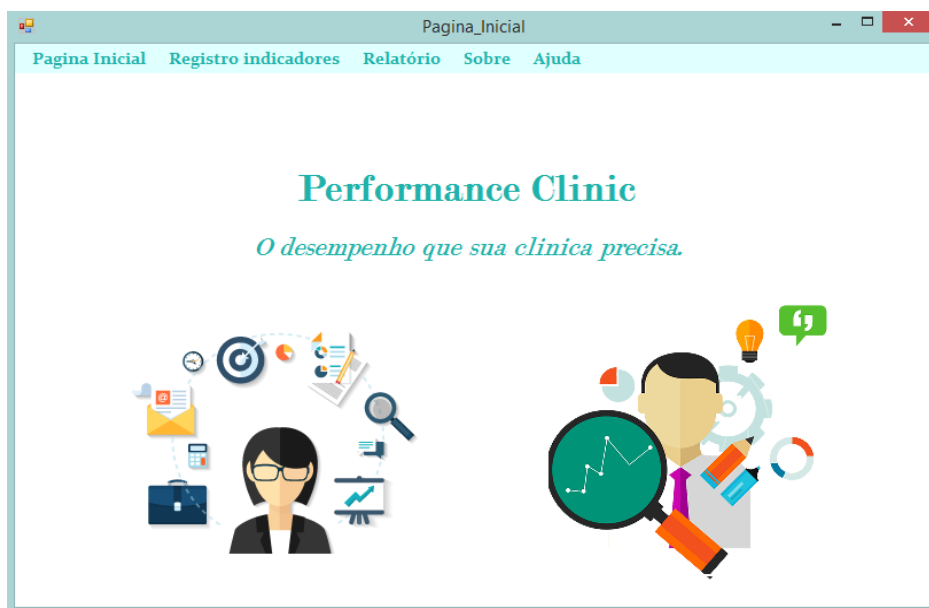 Pagina_Inicial
Pagina Inicial Registro indicadores Relatório Sobre Ajuda
Performance Clinic
O desempenho que sua clinica precisa.
@